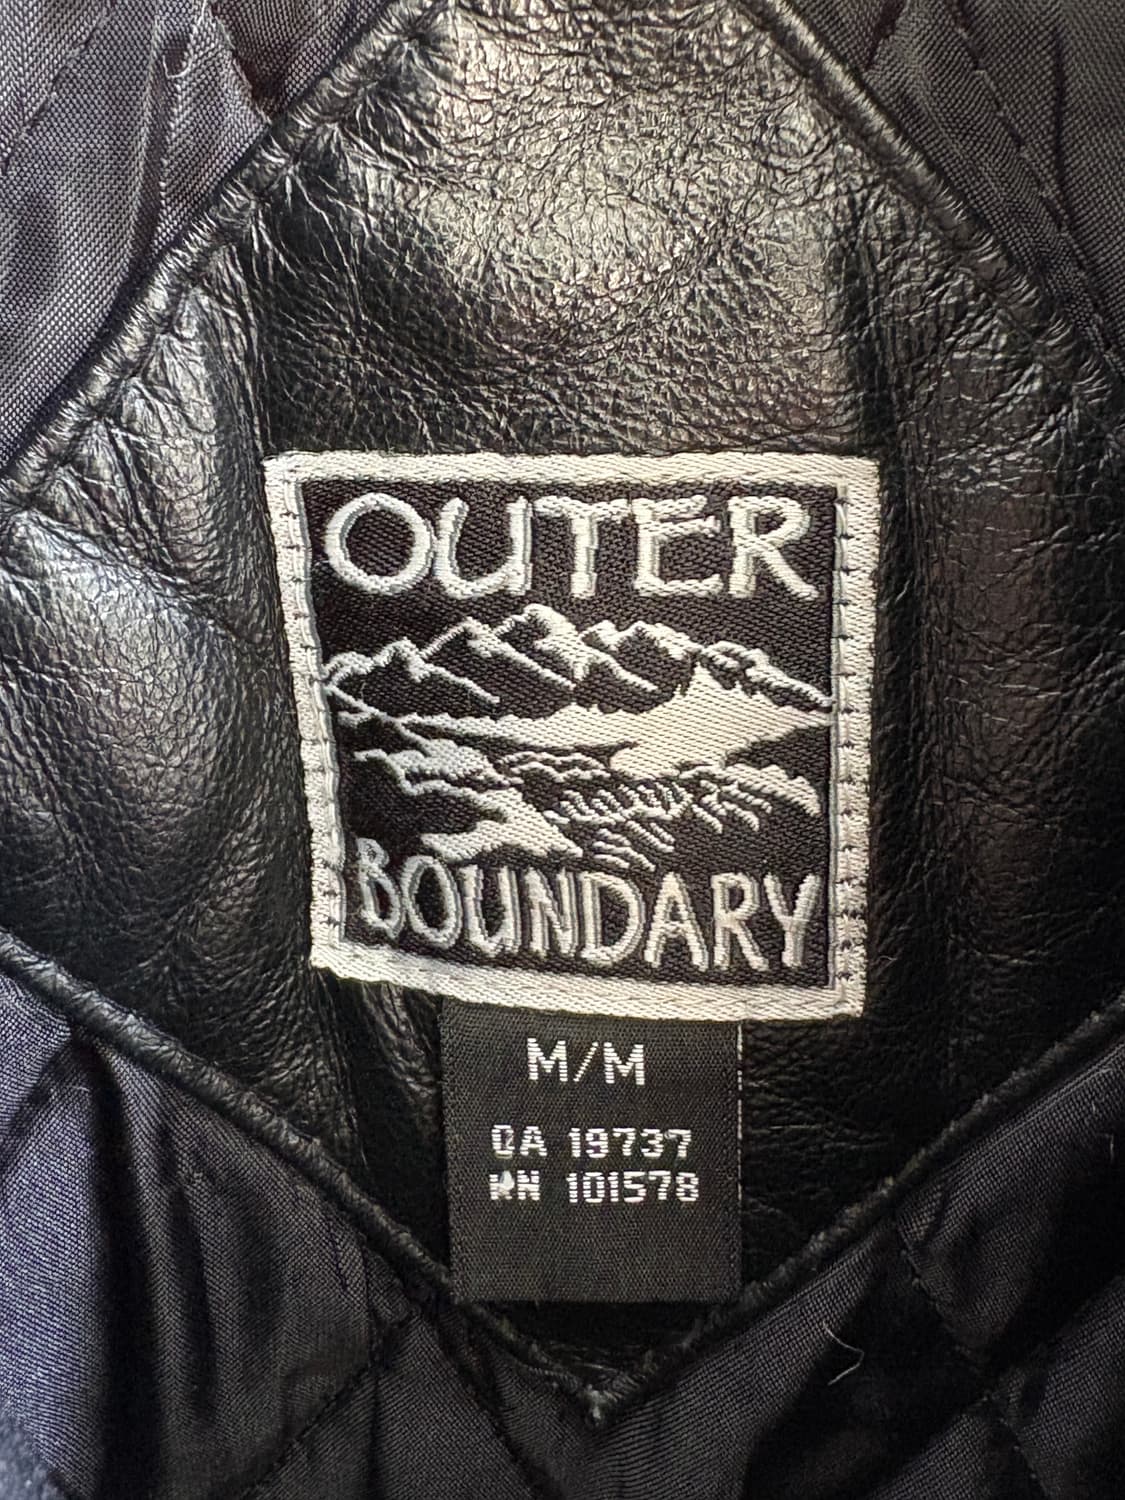 OUTER
BOUNDARY
M/M
CA 19737
RN 101578